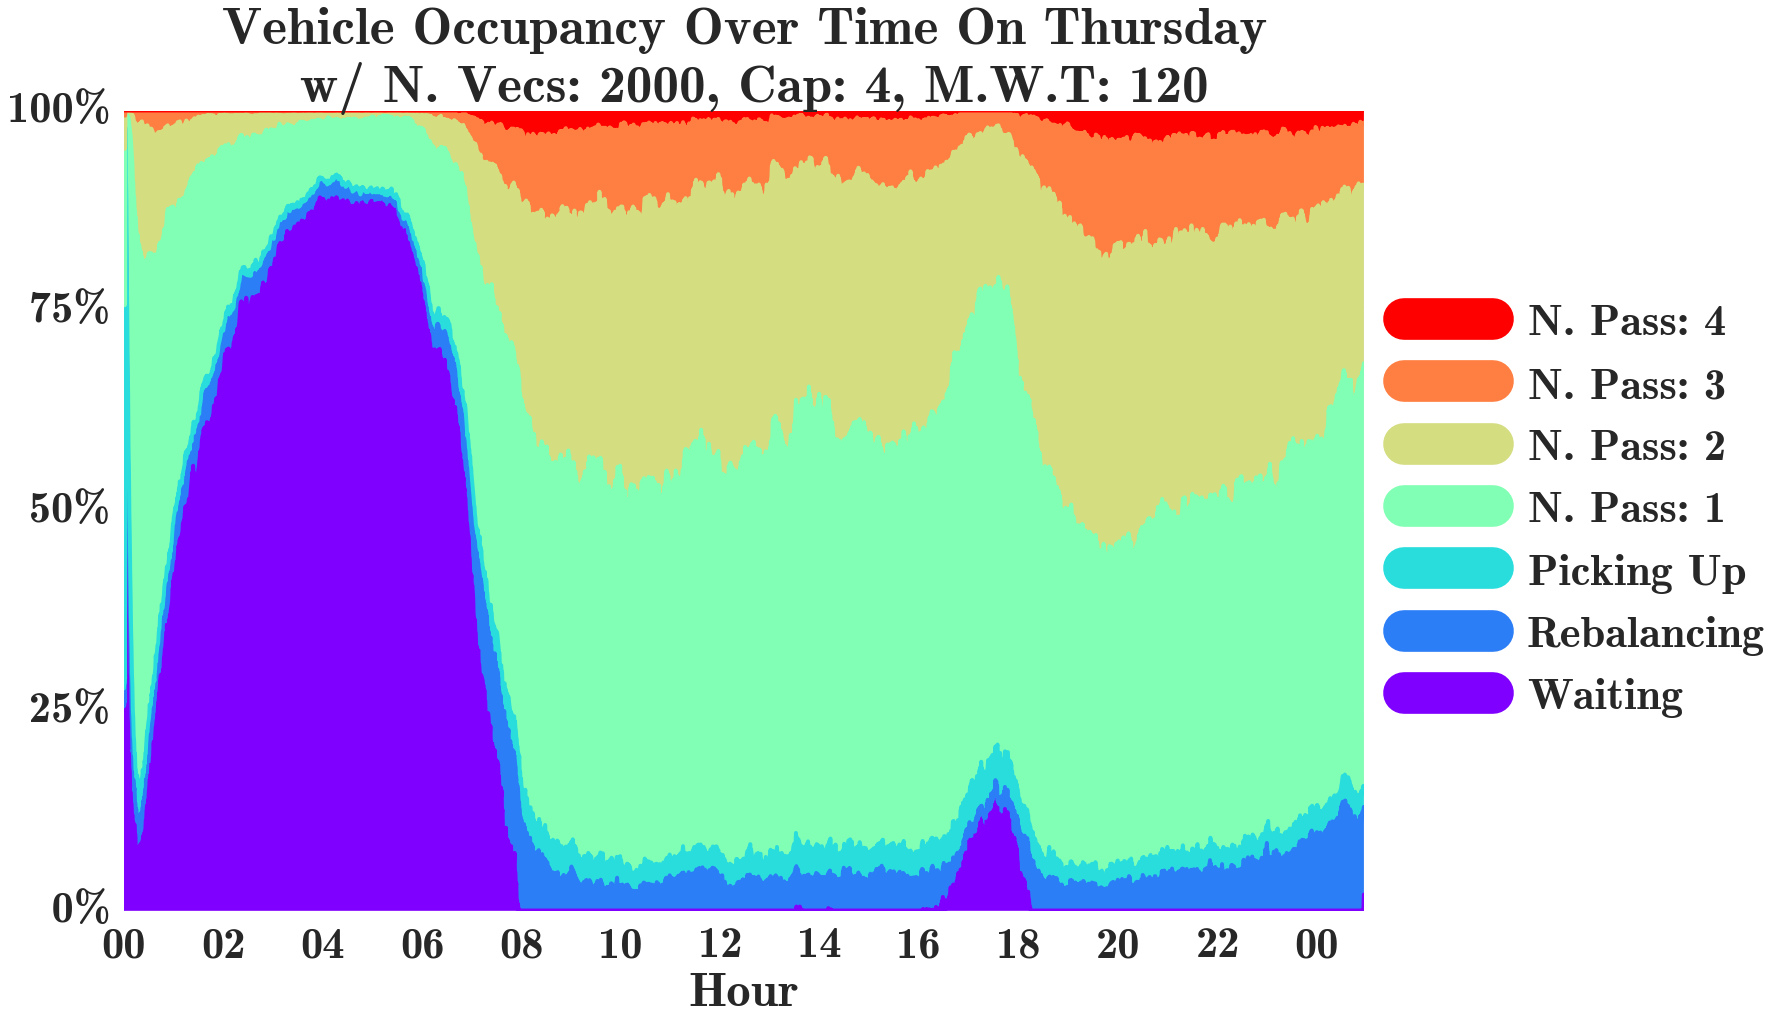 Vehicle Occupancy Over Time On Thursday
w/ N. Vecs: 2000, Cap: 4, M.W.T: 120
100%
75%
50%
25%
0%
00 02 04 06 08 10 12 14 16 18 20 22 00
Hour
N. Pass: 4
N. Pass: 3
N. Pass: 2
N. Pass: 1
Picking Up
Rebalancing
Waiting